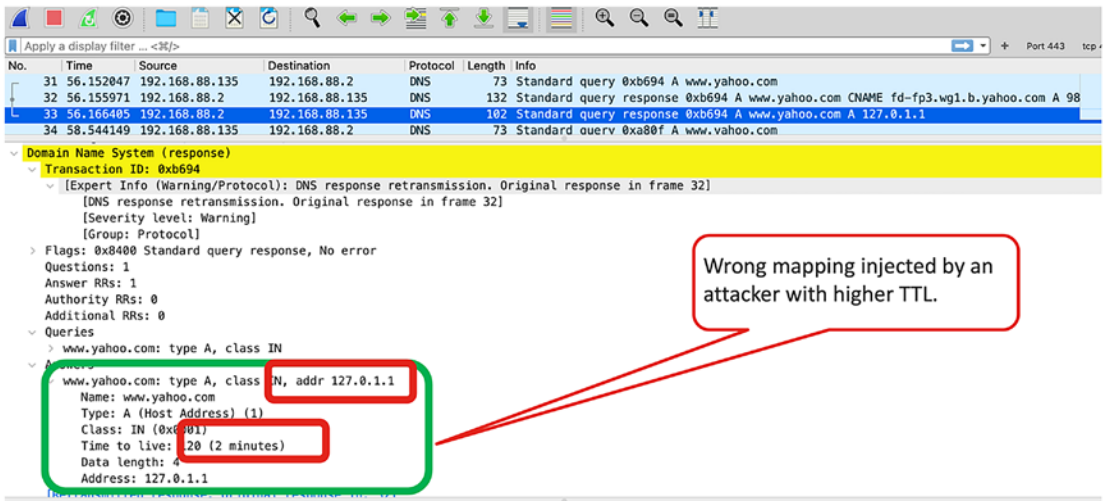 Apply a display filter ... <⌘/>
+ Port 443 tcp
No. Time Source Destination Protocol Length Info
31 56.152047 192.168.88.135 192.168.88.2 DNS 73 Standard query 0xb694 A www.yahoo.com
32 56.155971 192.168.88.2 192.168.88.135 DNS 132 Standard query response 0xb694 A www.yahoo.com CNAME fd-fp3.wg1.b.yahoo.com A 98
33 56.166405 192.168.88.2 192.168.88.135 DNS 102 Standard query response 0xb694 A www.yahoo.com A 127.0.1.1
34 58.544149 192.168.88.135 192.168.88.2 DNS 73 Standard query 0xa80f A www.yahoo.com
Domain Name System (response)
Transaction ID: 0xb694
[Expert Info (Warning/Protocol): DNS response retransmission. Original response in frame 32]
[DNS response retransmission. Original response in frame 32]
[Severity level: Warning]
[Group: Protocol]
Flags: 0x8400 Standard query response, No error
Questions: 1
Answer RRs: 1
Authority RRs: 0
Additional RRs: 0
Queries
www.yahoo.com: type A, class IN
Answers
www.yahoo.com: type A, class IN, addr 127.0.1.1
Name: www.yahoo.com
Type: A (Host Address) (1)
Class: IN (0x0001)
Time to live: 120 (2 minutes)
Data length: 4
Address: 127.0.1.1
Wrong mapping injected by an
attacker with higher TTL.